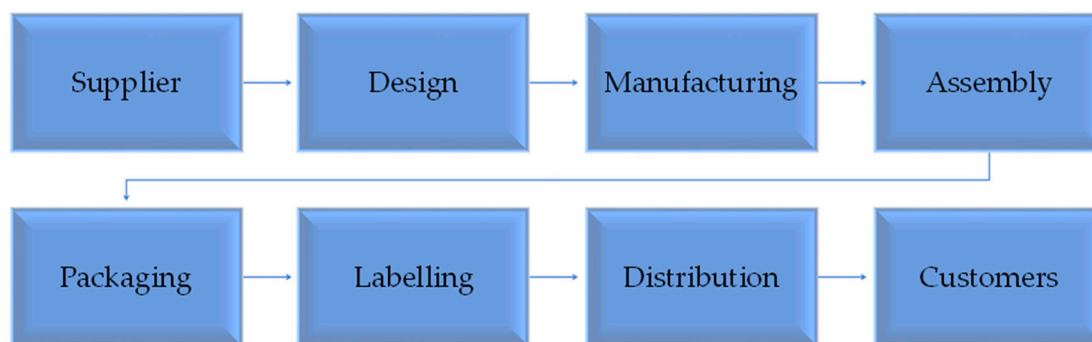 Supplier
Design
Manufacturing
Assembly
Packaging
Labelling
Distribution
Customers